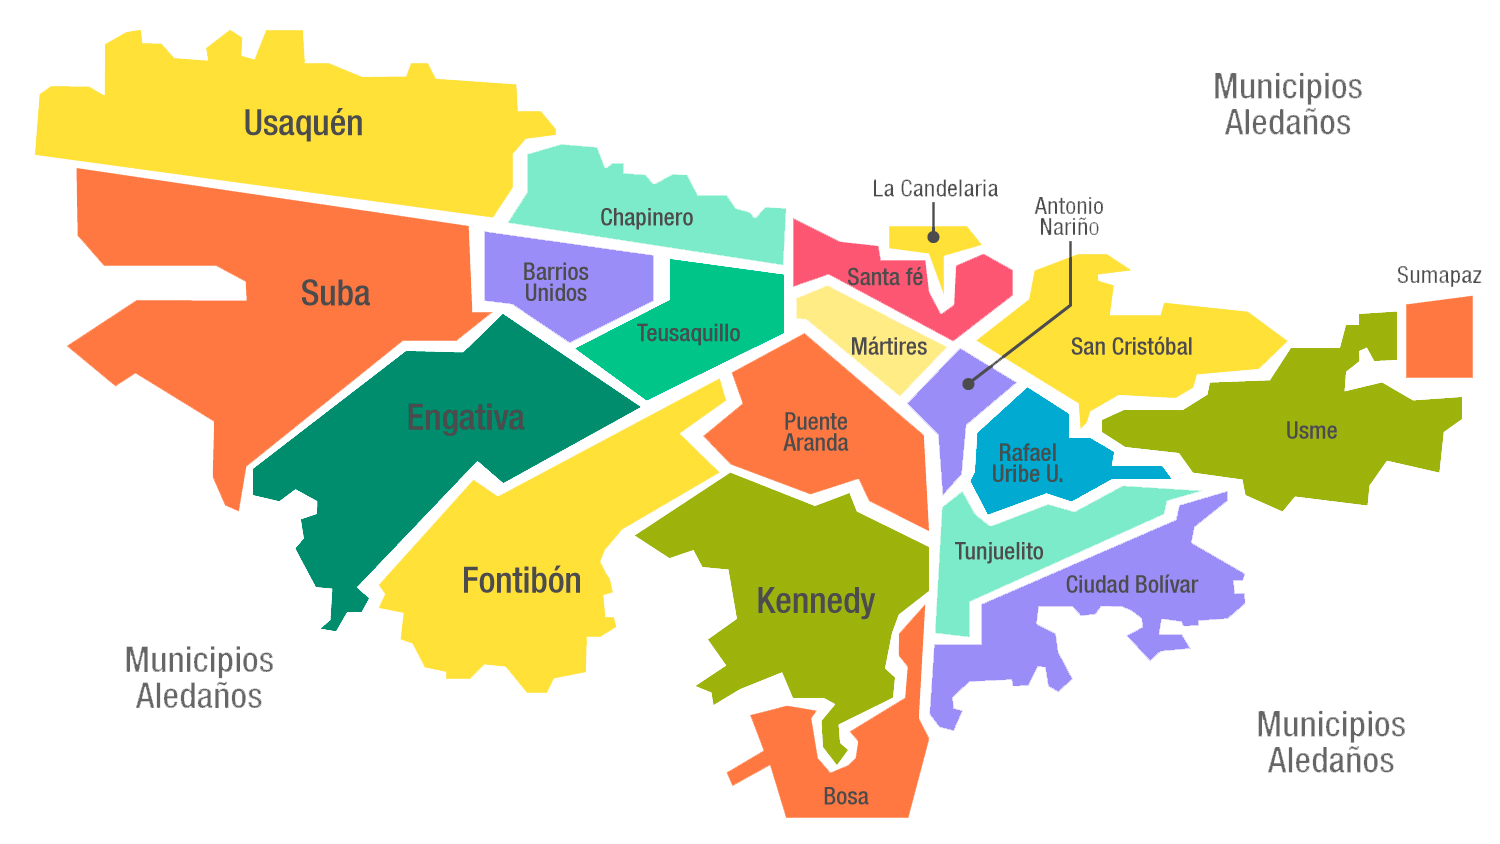 Municipios
Aledaños
Usaquén
La Candelaria
Antonio
Nariño
Chapinero
Barrios
Unidos
Santa fé
Sumapaz
Suba
Teusaquillo
Mártires
San Cristóbal
Engativa
Puente
Aranda
Usme
Rafael
Uribe U.
Tunjuelito
Fontibón
Ciudad Bolívar
Kennedy
Municipios
Aledaños
Municipios
Aledaños
Bosa